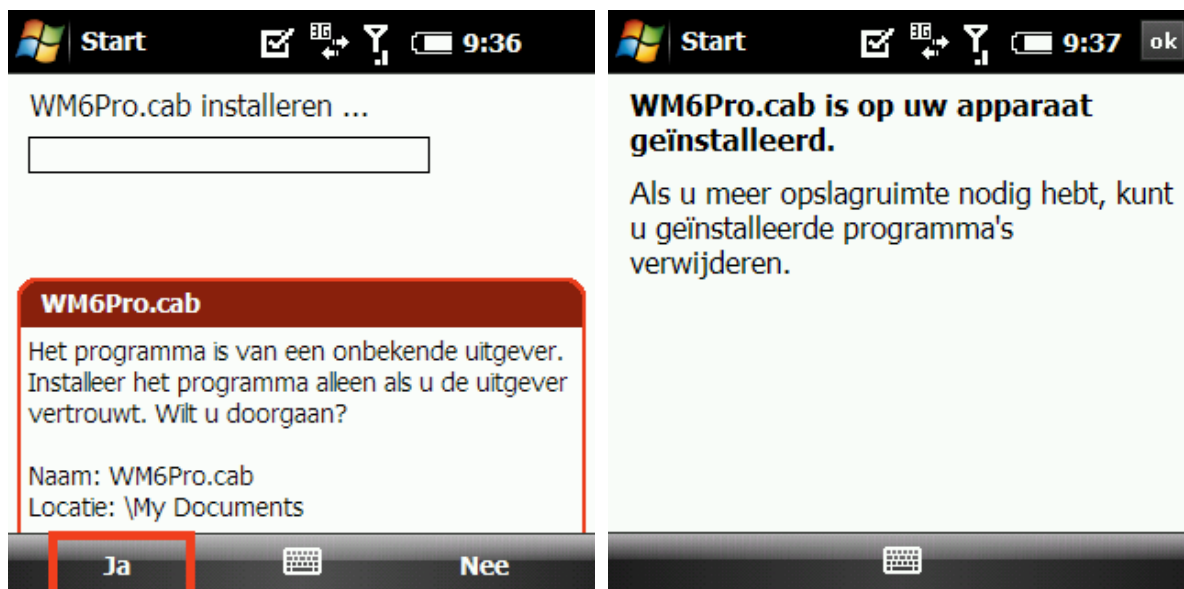 Start
3G
9:36
WM6Pro.cab installeren ...
WM6Pro.cab
Het programma is van een onbekende uitgever.
Installeer het programma alleen als u de uitgever
vertrouwt. Wilt u doorgaan?
Naam: WM6Pro.cab
Locatie: \My Documents
Ja
Nee
Start
3G
9:37
ok
WM6Pro.cab is op uw apparaat
geïnstalleerd.
Als u meer opslagruimte nodig hebt, kunt
u geïnstalleerde programma's
verwijderen.